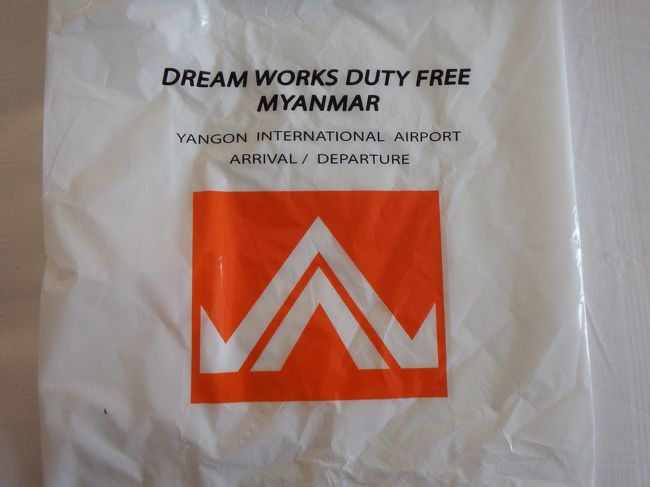 DREAM WORKS DUTY FREE
MYANMAR
YANGON INTERNATIONAL AIRPORT
ARRIVAL / DEPARTURE